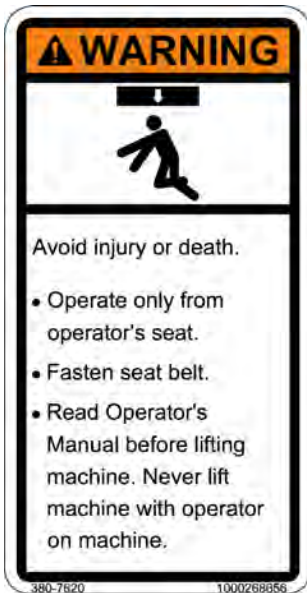 WARNING
Avoid injury or death.
• Operate only from
operator's seat.
• Fasten seat belt.
• Read Operator's
Manual before lifting
machine. Never lift
machine with operator
on machine.
380-7620 1000268656